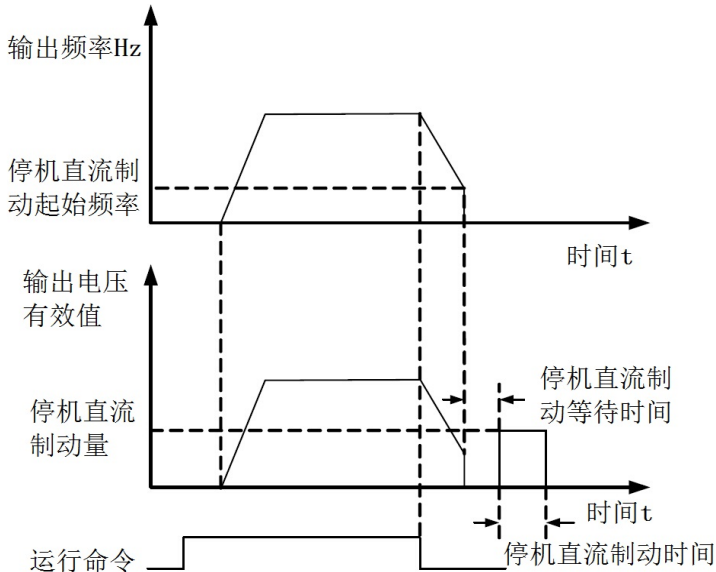 输出频率Hz
停机直流制
动起始频率
时间t
输出电压
有效值
停机直流制
动等待时间
停机直流
制动量
时间t
停机直流制动时间
运行命令